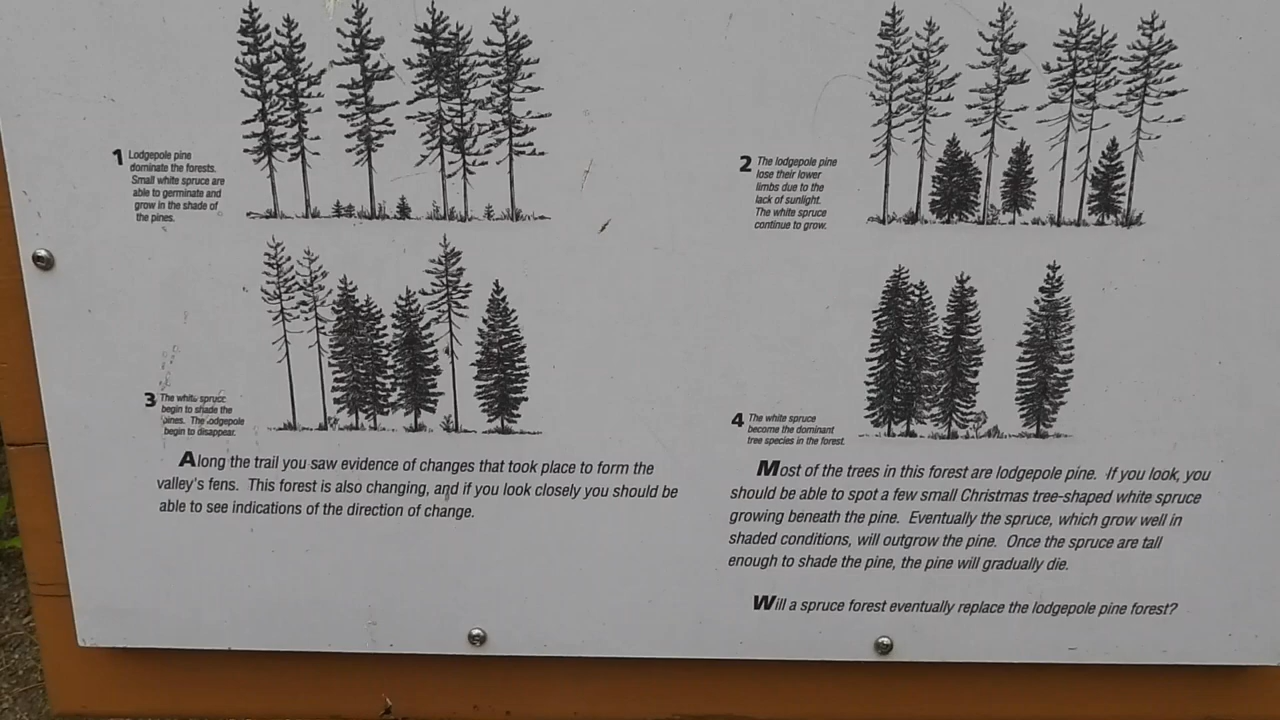 1 Lodgepole pine
dominate the forests.
Small white spruce are
able to germinate and
grow in the shade of
the pines.
2 The lodgepole pine
lose their lower
limbs due to the
lack of sunlight.
The white spruce
continue to grow.
3 The white spruce
begin to shade the
pines. The lodgepole
begin to disappear.
4 The white spruce
become the dominant
tree species in the forest.
Along the trail you saw evidence of changes that took place to form the
valley's fens. This forest is also changing, and if you look closely you should be
able to see indications of the direction of change.
Most of the trees in this forest are lodgepole pine. If you look, you
should be able to spot a few small Christmas tree-shaped white spruce
growing beneath the pine. Eventually the spruce, which grow well in
shaded conditions, will outgrow the pine. Once the spruce are tall
enough to shade the pine, the pine will gradually die.
Will a spruce forest eventually replace the lodgepole pine forest?